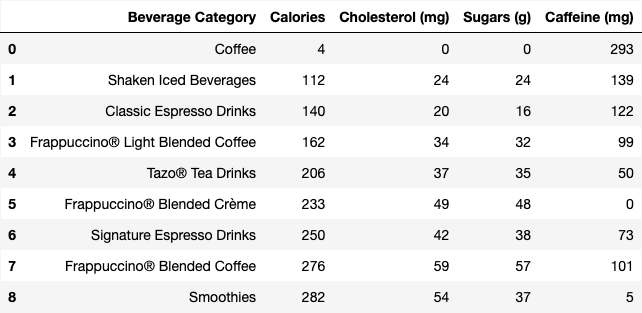 Beverage Category Calories Cholesterol (mg) Sugars (g) Caffeine (mg)
0 Coffee 4 0 0 293
1 Shaken Iced Beverages 112 24 24 139
2 Classic Espresso Drinks 140 20 16 122
3 Frappuccino® Light Blended Coffee 162 34 32 99
4 Tazo® Tea Drinks 206 37 35 50
5 Frappuccino® Blended Crème 233 49 48 0
6 Signature Espresso Drinks 250 42 38 73
7 Frappuccino® Blended Coffee 276 59 57 101
8 Smoothies 282 54 37 5